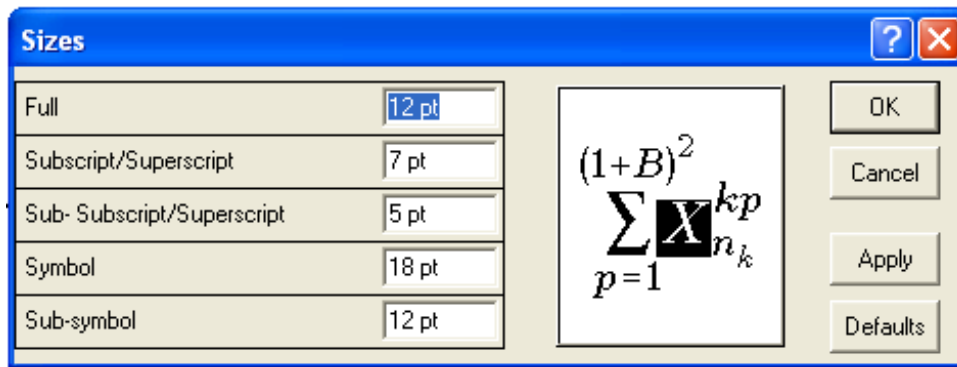 Sizes
Full 12 pt
Subscript/Superscript 7 pt
Sub- Subscript/Superscript 5 pt
Symbol 18 pt
Sub-symbol 12 pt
(1+B)²
∑ X kp
n k
p=1
OK
Cancel
Apply
Defaults